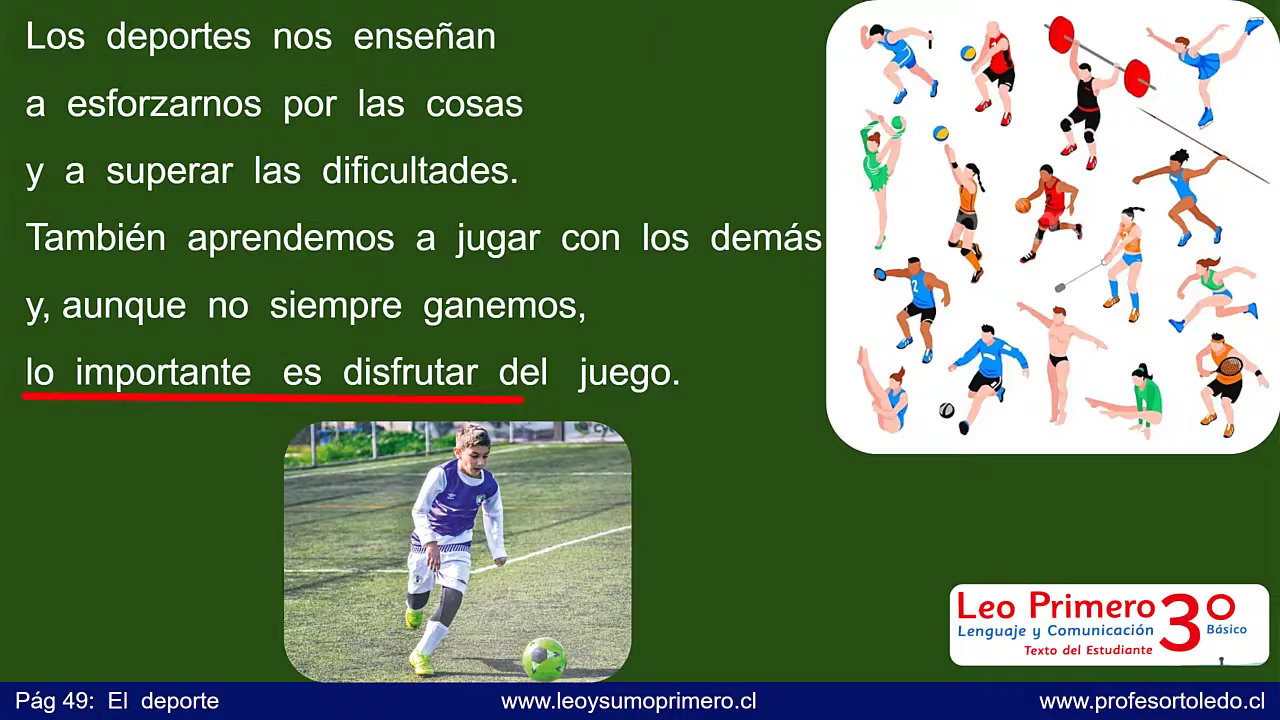 Los deportes nos enseñan
a esforzarnos por las cosas
y a superar las dificultades.
También aprendemos a jugar con los demás
y, aunque no siempre ganemos,
lo importante es disfrutar del juego.
2
Leo Primero 3º Básico
Lenguaje y Comunicación
Texto del Estudiante
Pág 49: El deporte
www.leoysumoprimero.cl
www.profesortoledo.cl